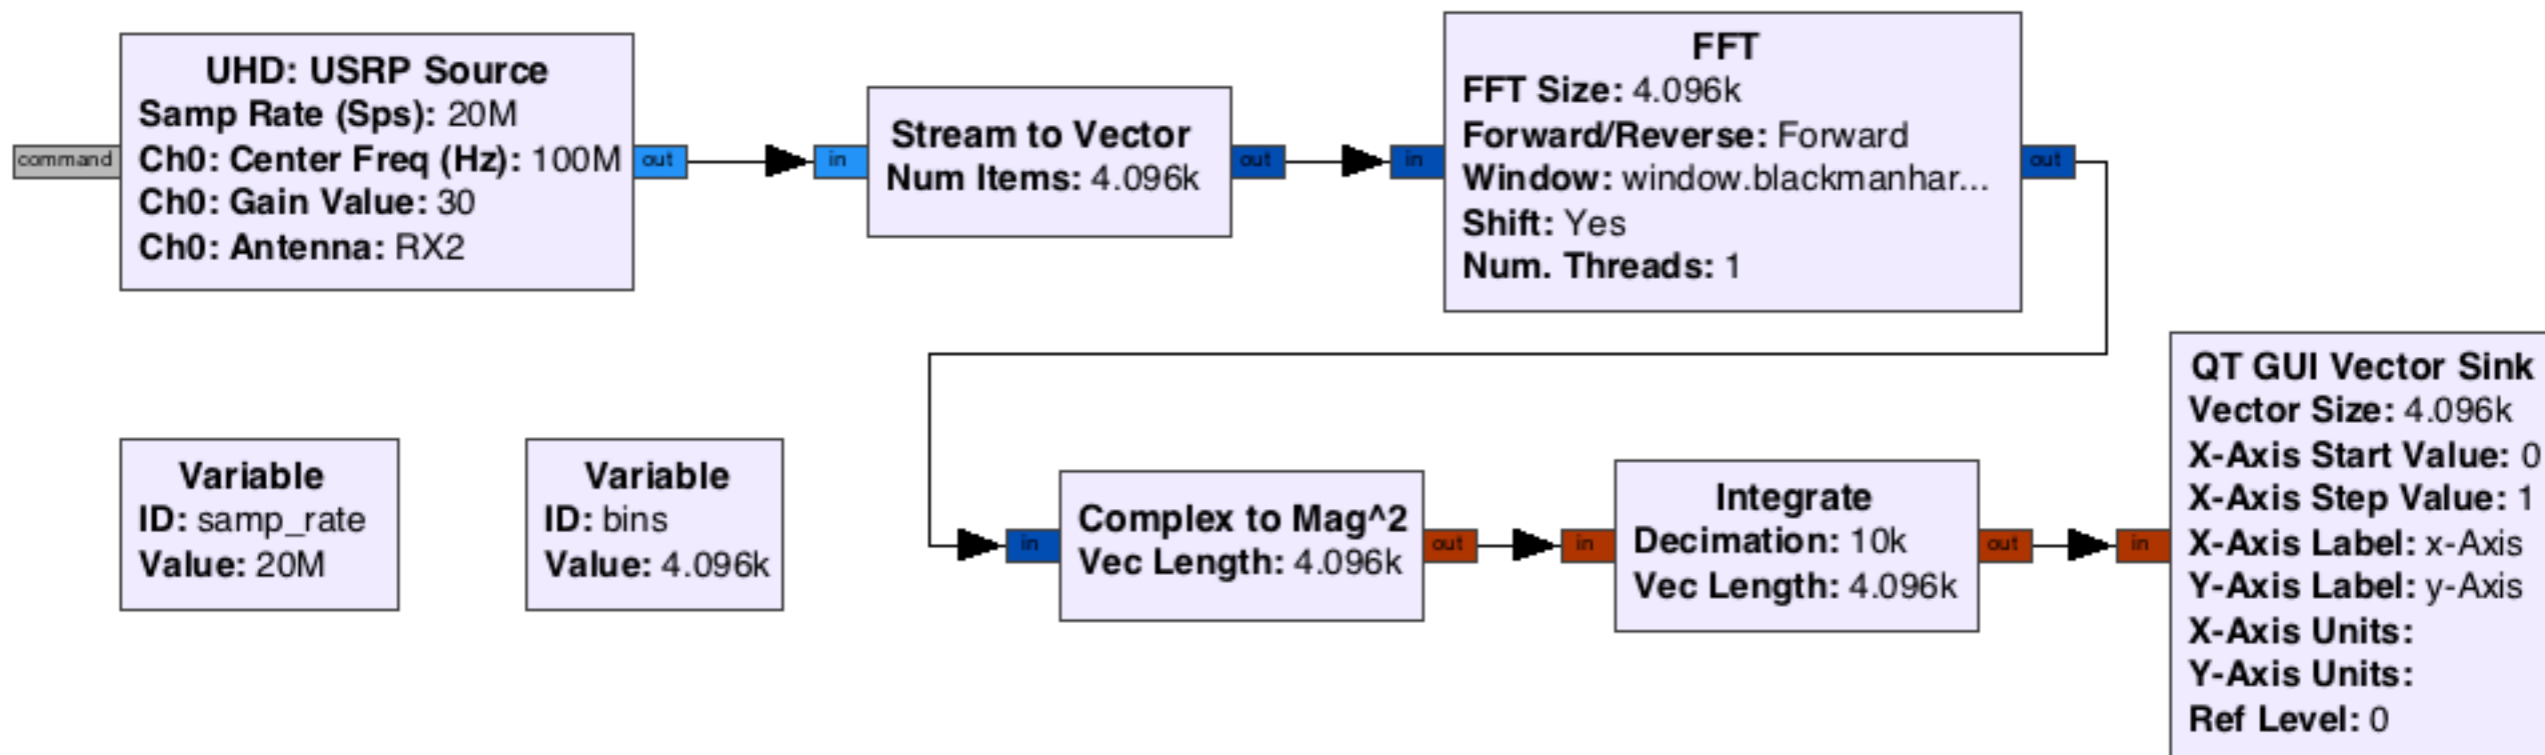 UHD: USRP Source
Samp Rate (Sps): 20M
Ch0: Center Freq (Hz): 100M
Ch0: Gain Value: 30
Ch0: Antenna: RX2
command
out
in
Stream to Vector
Num Items: 4.096k
out
in
FFT
FFT Size: 4.096k
Forward/Reverse: Forward
Window: window.blackmanhar...
Shift: Yes
Num. Threads: 1
out
Variable
ID: samp_rate
Value: 20M
Variable
ID: bins
Value: 4.096k
in
Complex to Mag^2
Vec Length: 4.096k
out
in
Integrate
Decimation: 10k
Vec Length: 4.096k
out
in
QT GUI Vector Sink
Vector Size: 4.096k
X-Axis Start Value: 0
X-Axis Step Value: 1
X-Axis Label: x-Axis
Y-Axis Label: y-Axis
X-Axis Units:
Y-Axis Units:
Ref Level: 0